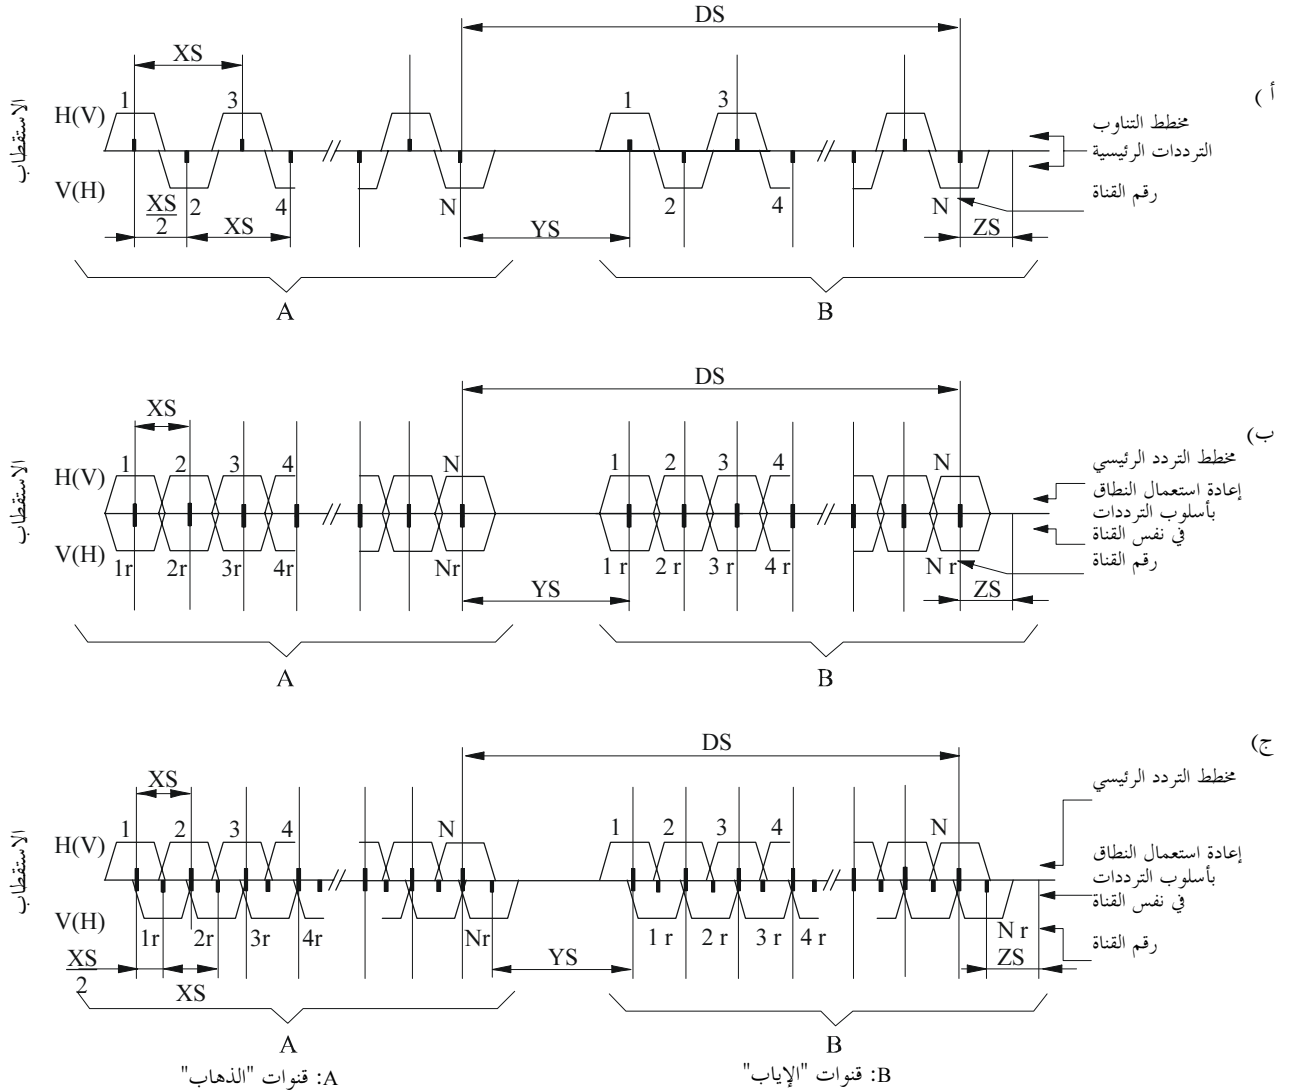 أ )
DS
XS
1
3
1
3
H(V)
الاستقطاب
V(H)
مخطط التناوب
الترددات الرئيسية
رقم القناة
2
4
N
2
4
N
XS
2
XS
YS
ZS
A
B
ب)
DS
XS
1
2
3
4
N
1
2
3
4
N
H(V)
الاستقطاب
V(H)
مخطط التردد الرئيسي
إعادة استعمال النطاق
بأسلوب الترددات
في نفس القناة
رقم القناة
1r
2r
3r
4r
Nr
1 r
2 r
3 r
4 r
N r
YS
ZS
A
B
ج)
DS
XS
1
2
3
4
N
1
2
3
4
N
H(V)
الاستقطاب
V(H)
مخطط التردد الرئيسي
إعادة استعمال النطاق
بأسلوب الترددات
في نفس القناة
رقم القناة
1r
2r
3r
4r
Nr
1 r
2 r
3 r
4 r
N r
XS
2
XS
YS
ZS
A
B
A: قنوات "الذهاب"
B: قنوات "الإياب"